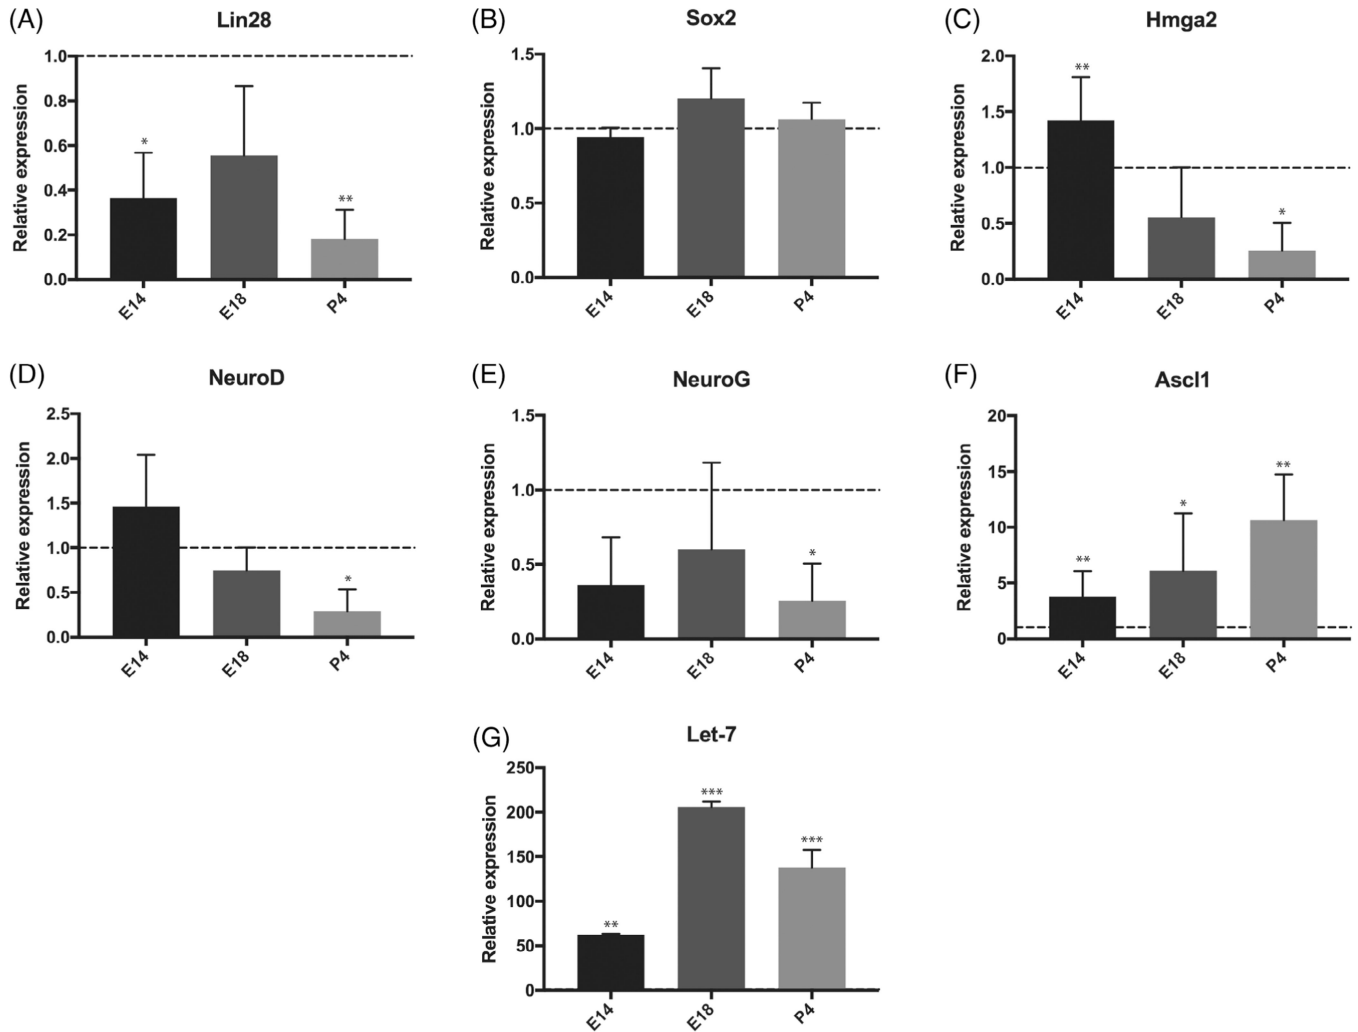 (A) Lin28
Relative expression
1.0
0.8
0.6
0.4
0.2
0.0
*
**
E14 E18 P4
(B) Sox2
Relative expression
1.5
1.0
0.5
0.0
E14 E18 P4
(C) Hmga2
Relative expression
2.0
1.5
1.0
0.5
0.0
**
*
E14 E18 P4
(D) NeuroD
Relative expression
2.5
2.0
1.5
1.0
0.5
0.0
*
E14 E18 P4
(E) NeuroG
Relative expression
1.5
1.0
0.5
0.0
*
E14 E18 P4
(F) Ascl1
Relative expression
20
15
10
5
0
**
*
**
E14 E18 P4
(G) Let-7
Relative expression
250
200
150
100
50
0
**
***
***
E14 E18 P4